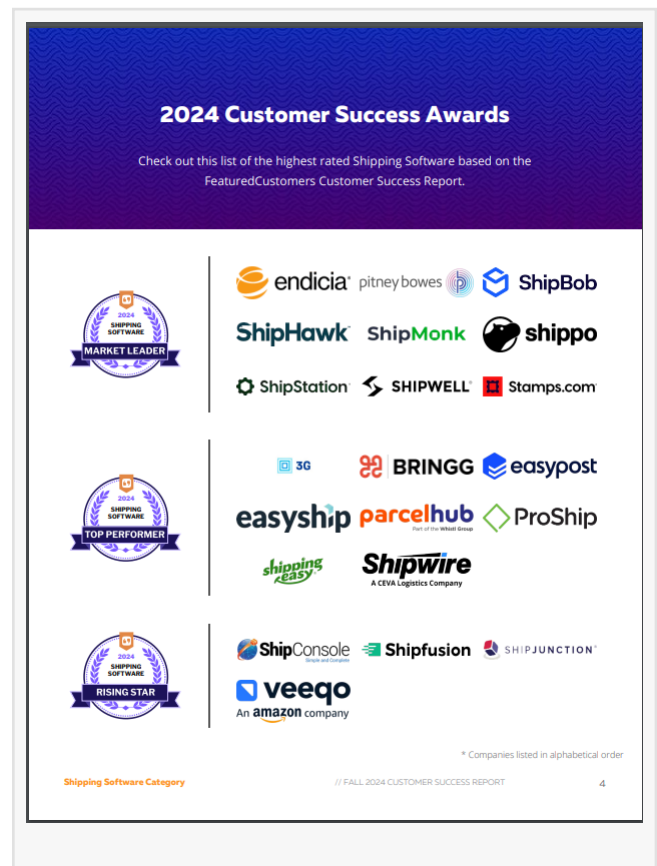 2024 Customer Success Awards
Check out this list of the highest rated Shipping Software based on the
FeaturedCustomers Customer Success Report.
2024
SHIPPING
SOFTWARE
MARKET LEADER
endicia
pitney bowes
ShipBob
ShipHawk
ShipMonk
shippo
ShipStation
SHIPWELL
Stamps.com
2024
SHIPPING
SOFTWARE
TOP PERFORMER
3G
BRINGG
easypost
easyship
parcelhub
Part of the Whistl Group
ProShip
shipping
easy
Shipwire
A CEVA Logistics Company
2024
SHIPPING
SOFTWARE
RISING STAR
ShipConsole
Simple and Complete
Shipfusion
SHIPJUNCTION
veeqo
An amazon company
* Companies listed in alphabetical order
Shipping Software Category
// FALL 2024 CUSTOMER SUCCESS REPORT
4